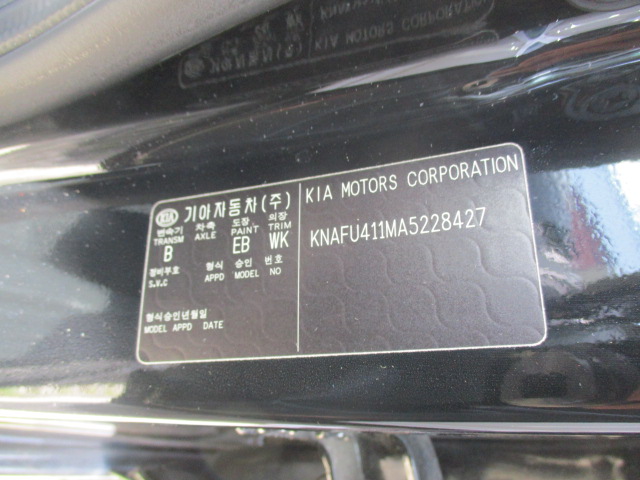 KIA 기아자동차(주)
변속기 차축 도장 의장
TRANSM AXLE PAINT TRIM
B EB WK
정비부호 형식 승인 번호
S.V.C APPD MODEL NO
형식승인년월일
MODEL APPD DATE
KIA MOTORS CORPORATION
KNAFU411MA5228427